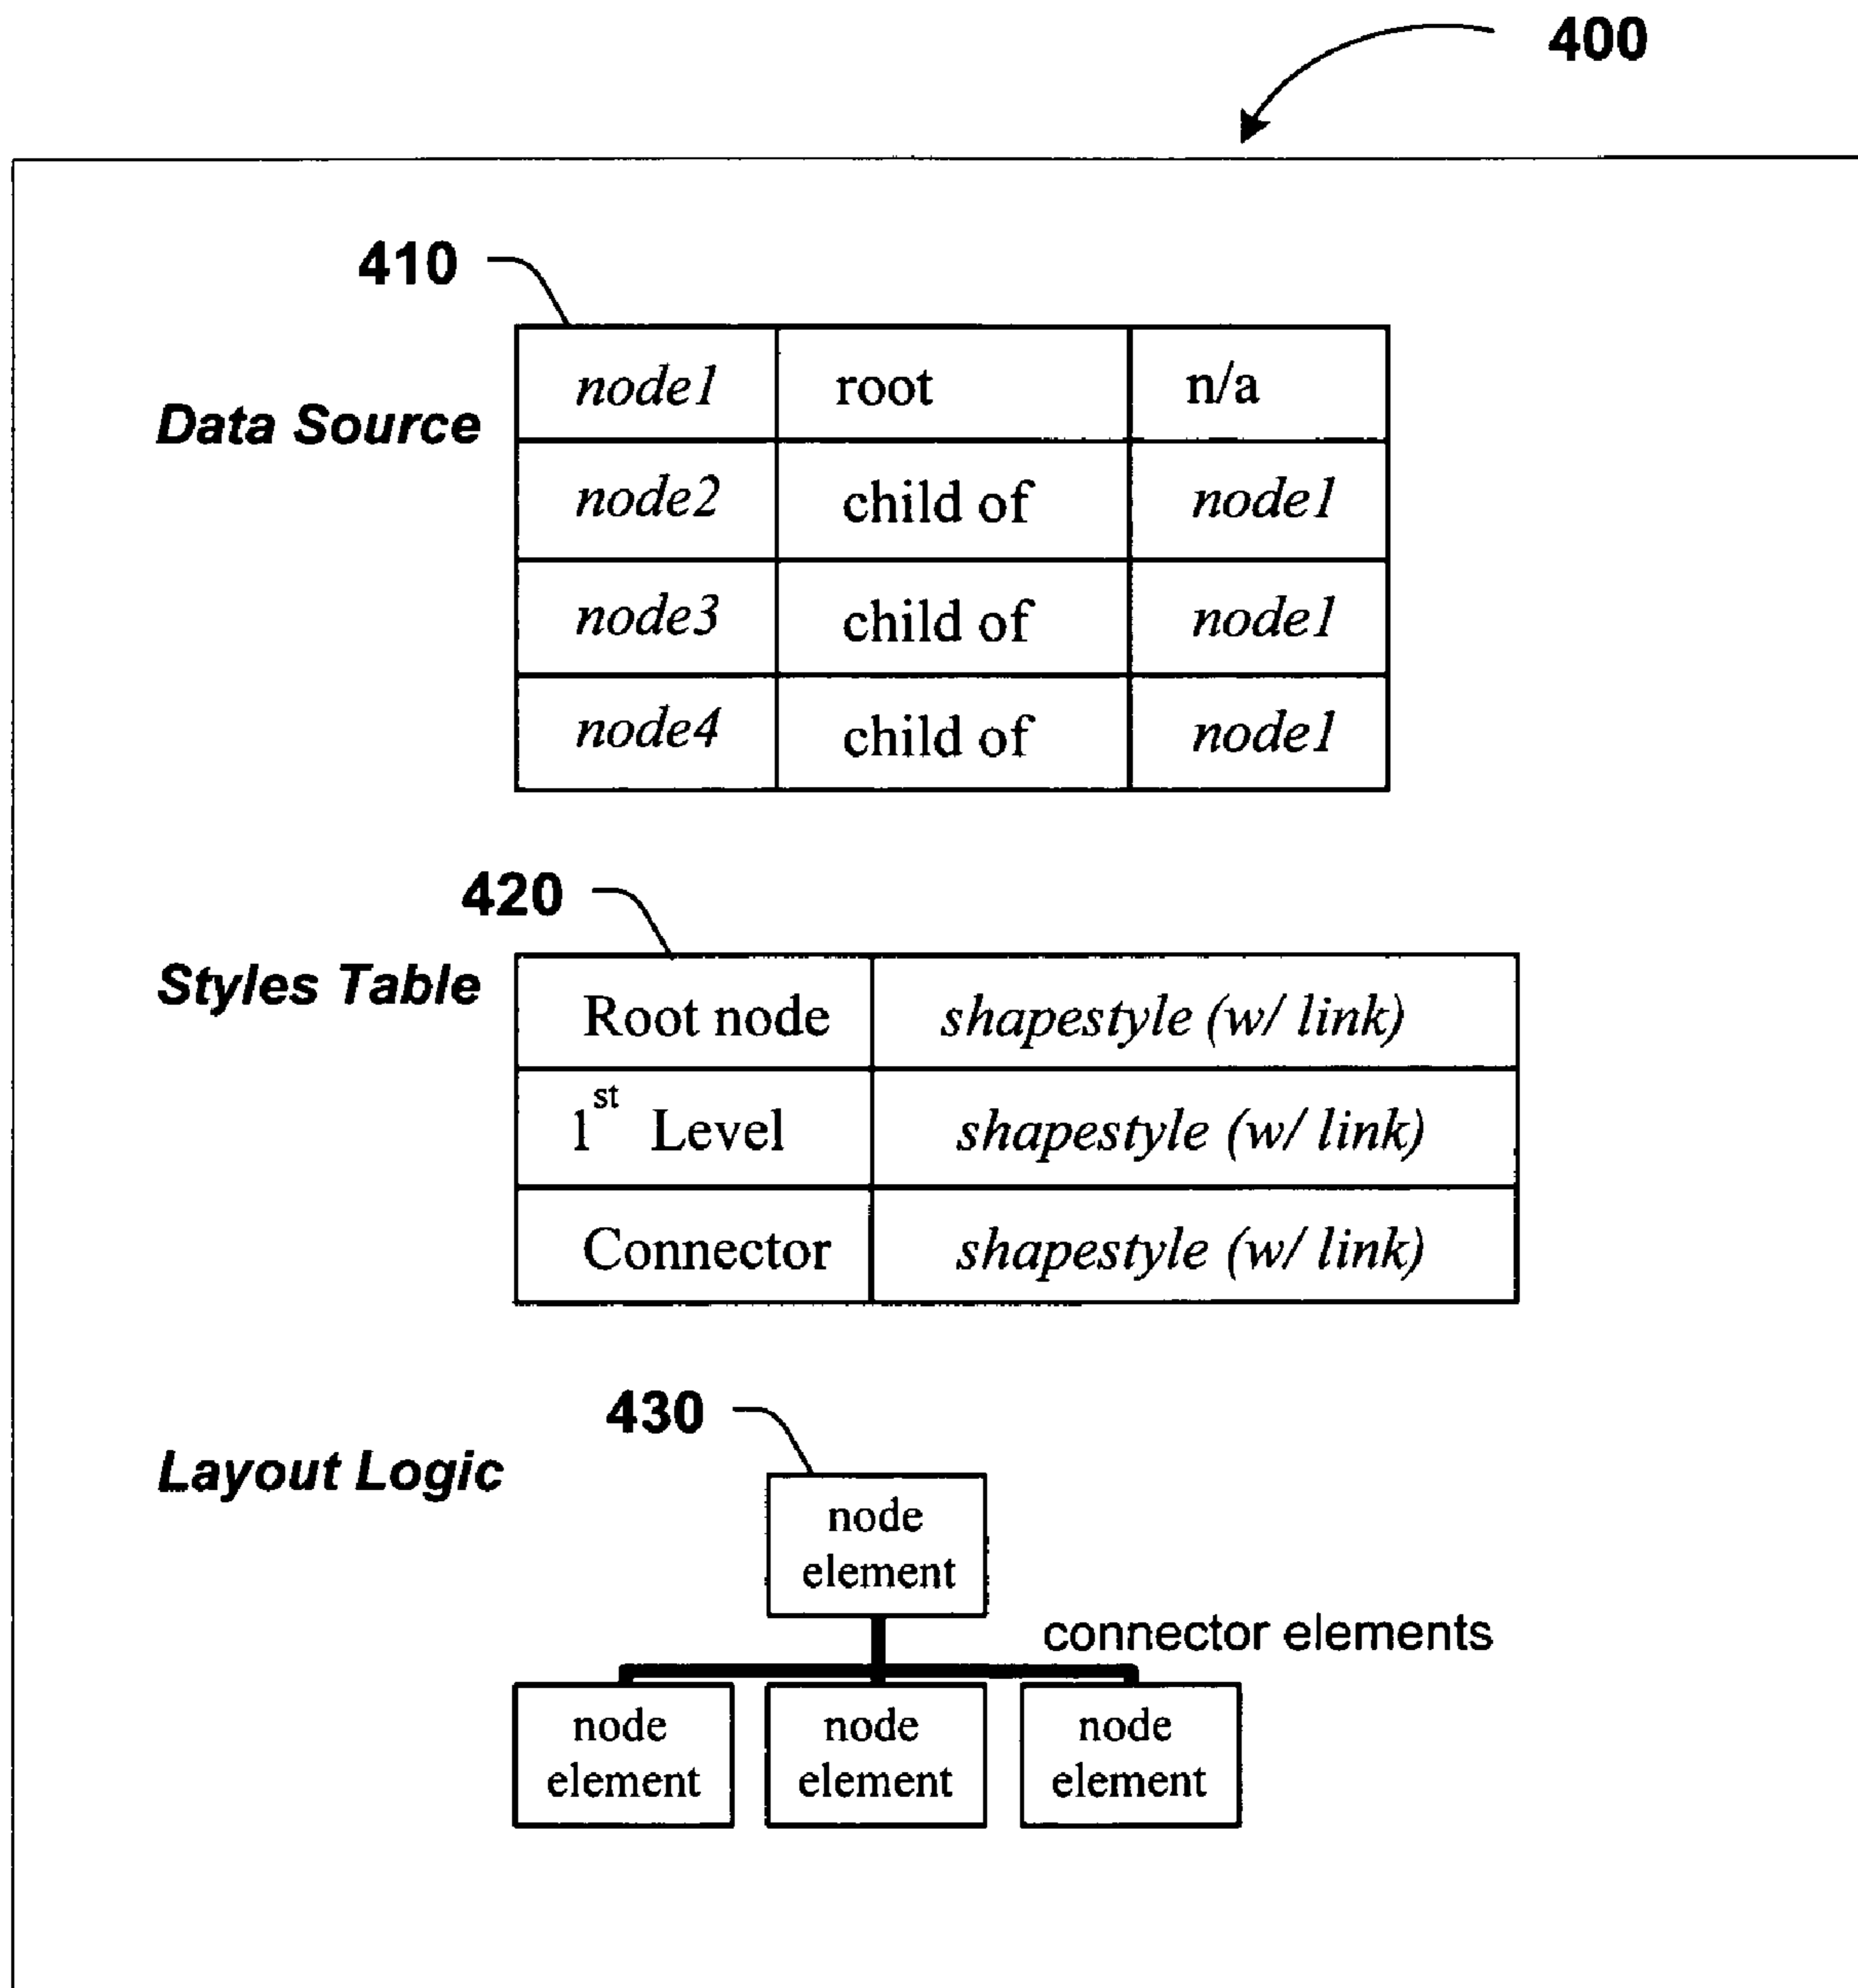 400
410
Data Source
node1 root n/a
node2 child of node1
node3 child of node1
node4 child of node1
420
Styles Table
Root node shapestyle (w/ link)
1st Level shapestyle (w/ link)
Connector shapestyle (w/ link)
430
Layout Logic
node
element
connector elements
node node node
element element element